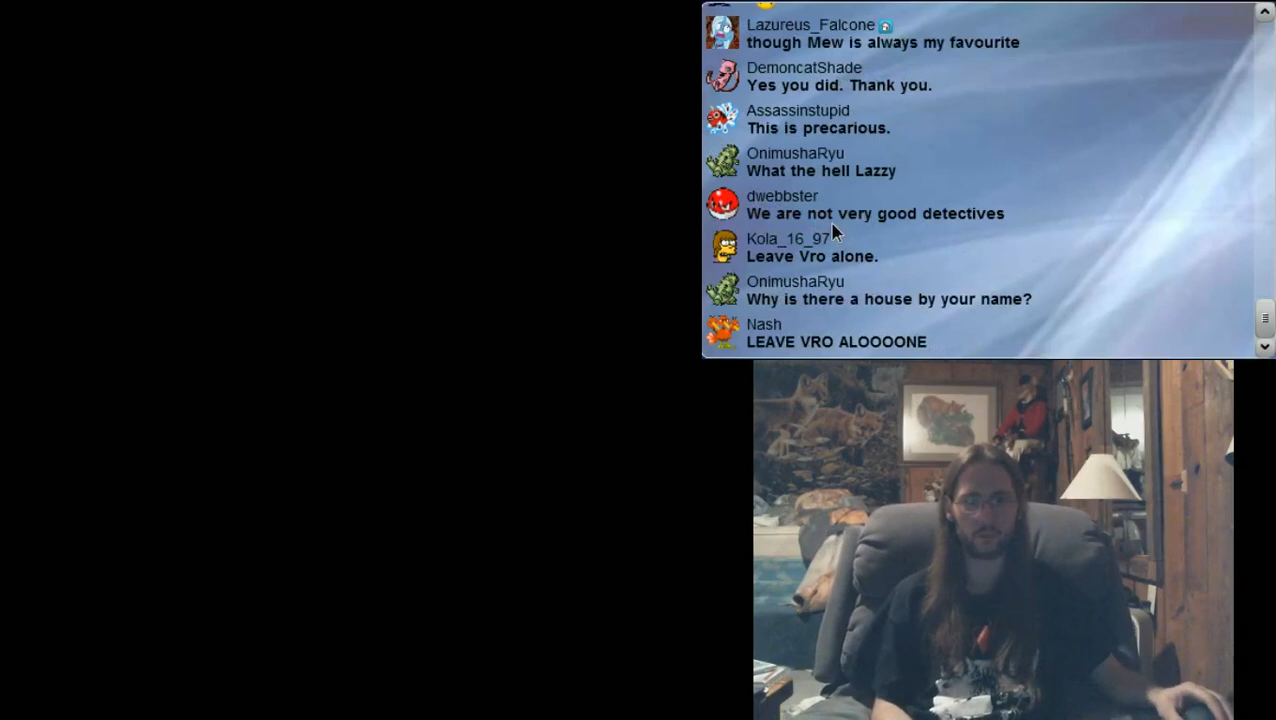 Lazureus_Falcone
though Mew is always my favourite
DemoncatShade
Yes you did. Thank you.
Assassinstupid
This is precarious.
OnimushaRyu
What the hell Lazzy
dwebbster
We are not very good detectives
Kola_16_97
Leave Vro alone.
OnimushaRyu
Why is there a house by your name?
Nash
LEAVE VRO ALOOOONE